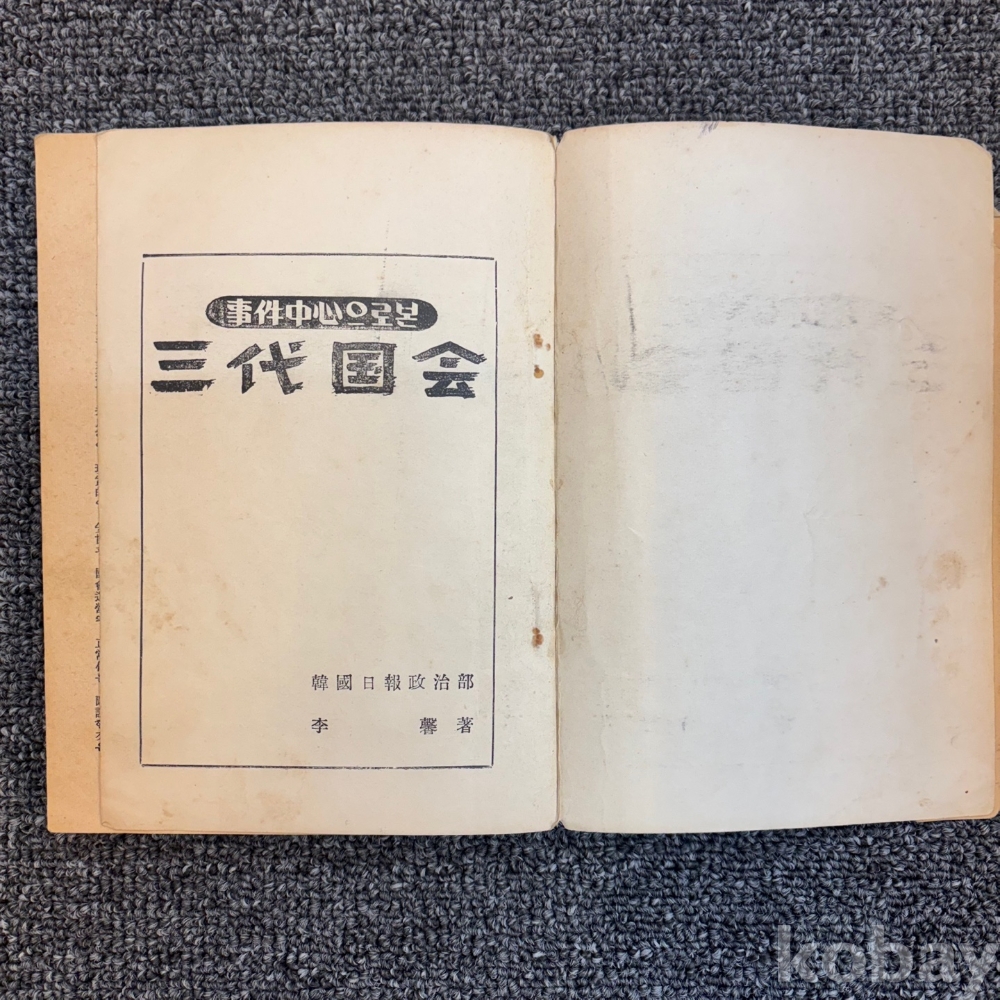 事件中心으로본
三代国会
韓國日報政治部
李 馨 著
kobay